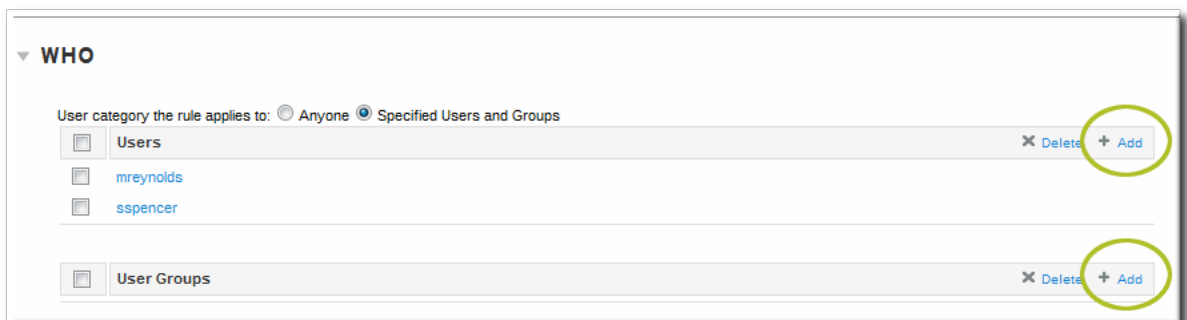 WHO
User category the rule applies to: Anyone Specified Users and Groups
Users Delete Add
mreynolds
sspencer
User Groups Delete Add